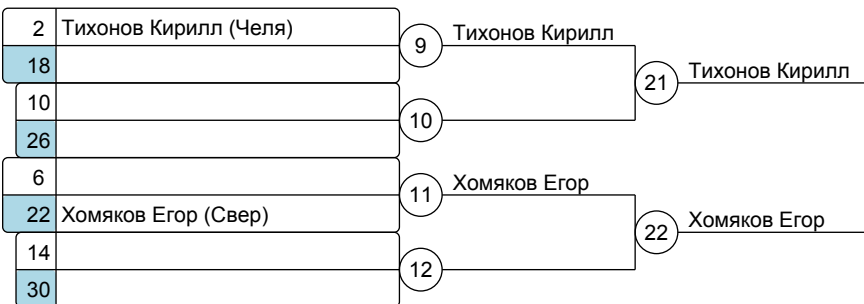 2 Тихонов Кирилл (Челя)
9 Тихонов Кирилл
18
21 Тихонов Кирилл
10
10
26
6
11 Хомяков Егор
22 Хомяков Егор (Свер)
22 Хомяков Егор
14
12
30